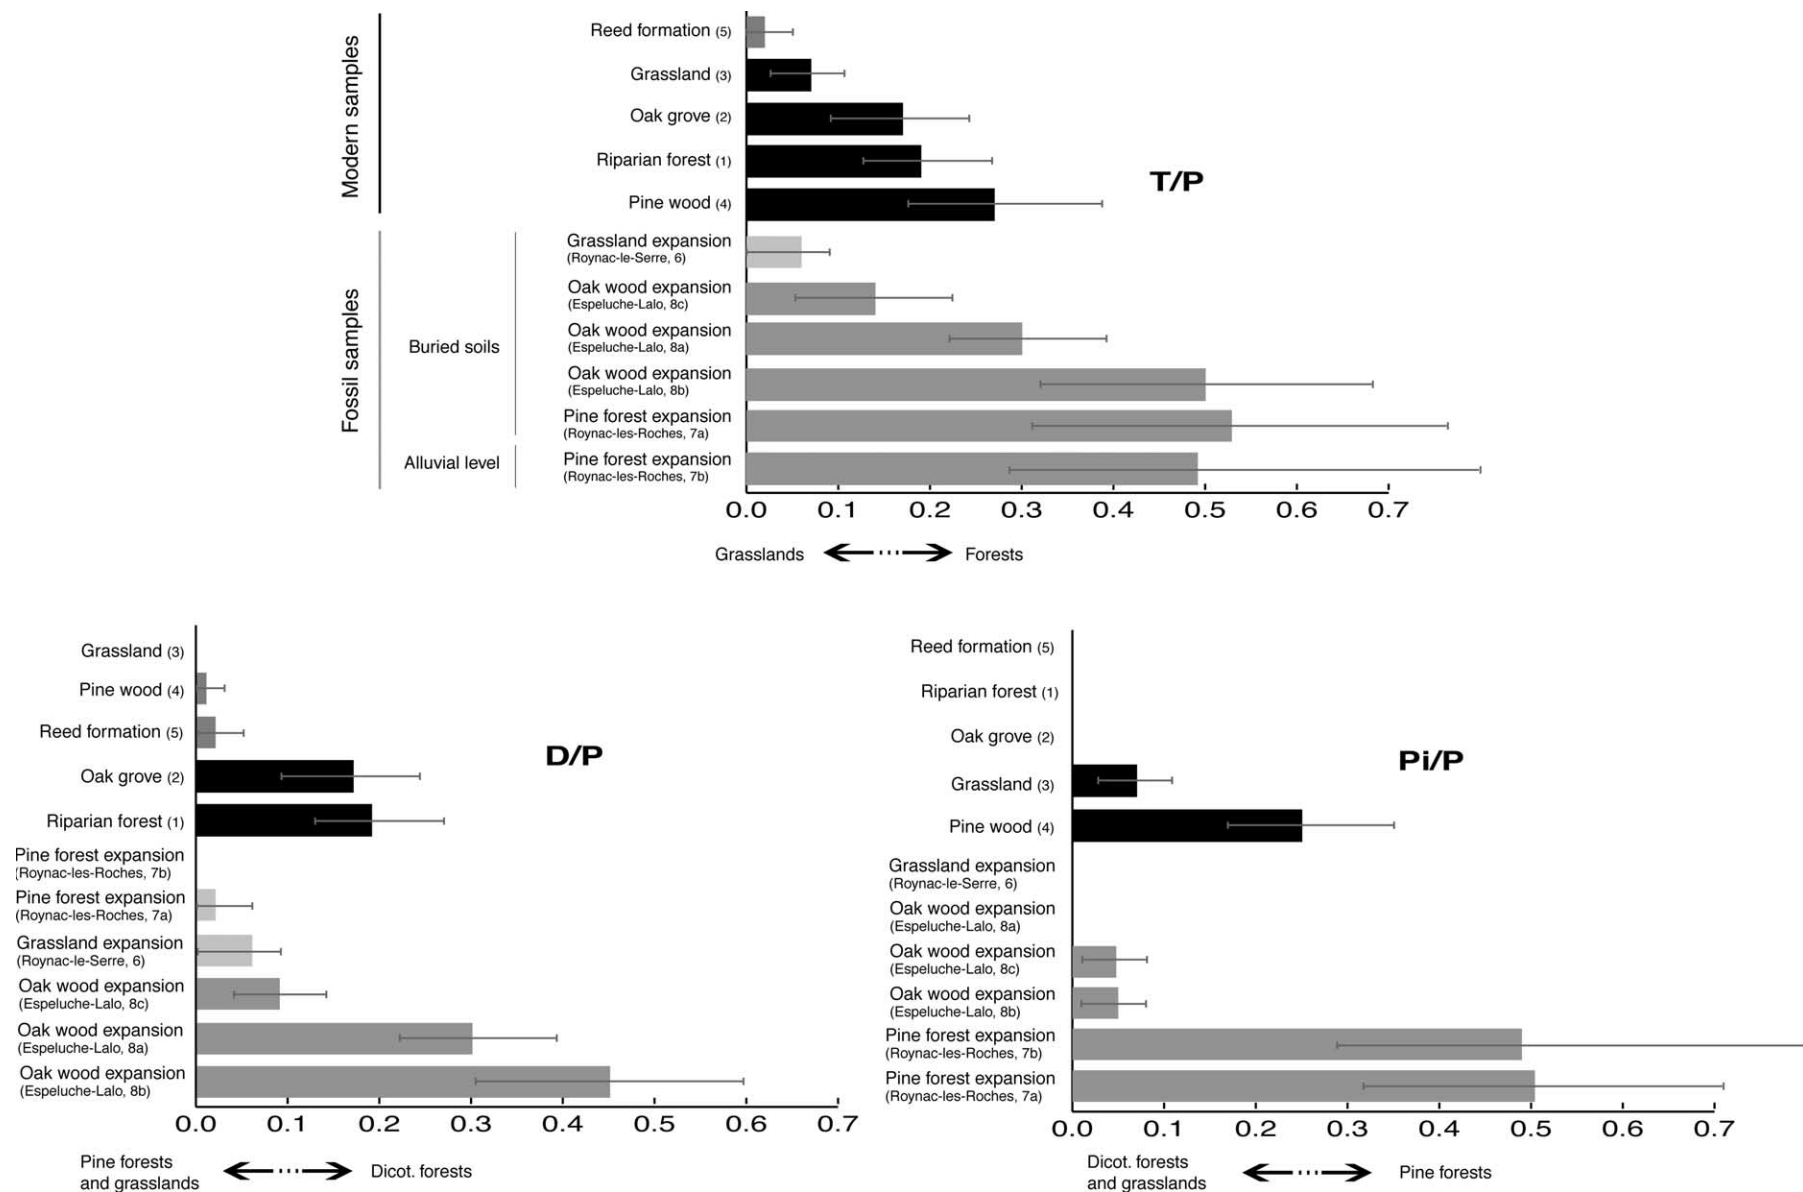 Modern samples
Reed formation (5)
Grassland (3)
Oak grove (2)
Riparian forest (1)
Pine wood (4)
T/P
Fossil samples
Buried soils
Alluvial level
Grassland expansion
(Roynac-le-Serre, 6)
Oak wood expansion
(Espeluche-Lalo, 8c)
Oak wood expansion
(Espeluche-Lalo, 8a)
Oak wood expansion
(Espeluche-Lalo, 8b)
Pine forest expansion
(Roynac-les-Roches, 7a)
Pine forest expansion
(Roynac-les-Roches, 7b)
0.0 0.1 0.2 0.3 0.4 0.5 0.6 0.7
Grasslands Forests
Grassland (3)
Pine wood (4)
Reed formation (5)
Oak grove (2)
Riparian forest (1)
D/P
Pine forest expansion
(Roynac-les-Roches, 7b)
Pine forest expansion
(Roynac-les-Roches, 7a)
Grassland expansion
(Roynac-le-Serre, 6)
Oak wood expansion
(Espeluche-Lalo, 8c)
Oak wood expansion
(Espeluche-Lalo, 8a)
Oak wood expansion
(Espeluche-Lalo, 8b)
0.0 0.1 0.2 0.3 0.4 0.5 0.6 0.7
Pine forests
and grasslands
Dicot. forests
Reed formation (5)
Riparian forest (1)
Oak grove (2)
Grassland (3)
Pine wood (4)
Pi/P
Grassland expansion
(Roynac-le-Serre, 6)
Oak wood expansion
(Espeluche-Lalo, 8a)
Oak wood expansion
(Espeluche-Lalo, 8c)
Oak wood expansion
(Espeluche-Lalo, 8b)
Pine forest expansion
(Roynac-les-Roches, 7b)
Pine forest expansion
(Roynac-les-Roches, 7a)
0.0 0.1 0.2 0.3 0.4 0.5 0.6 0.7
Dicot. forests
and grasslands
Pine forests